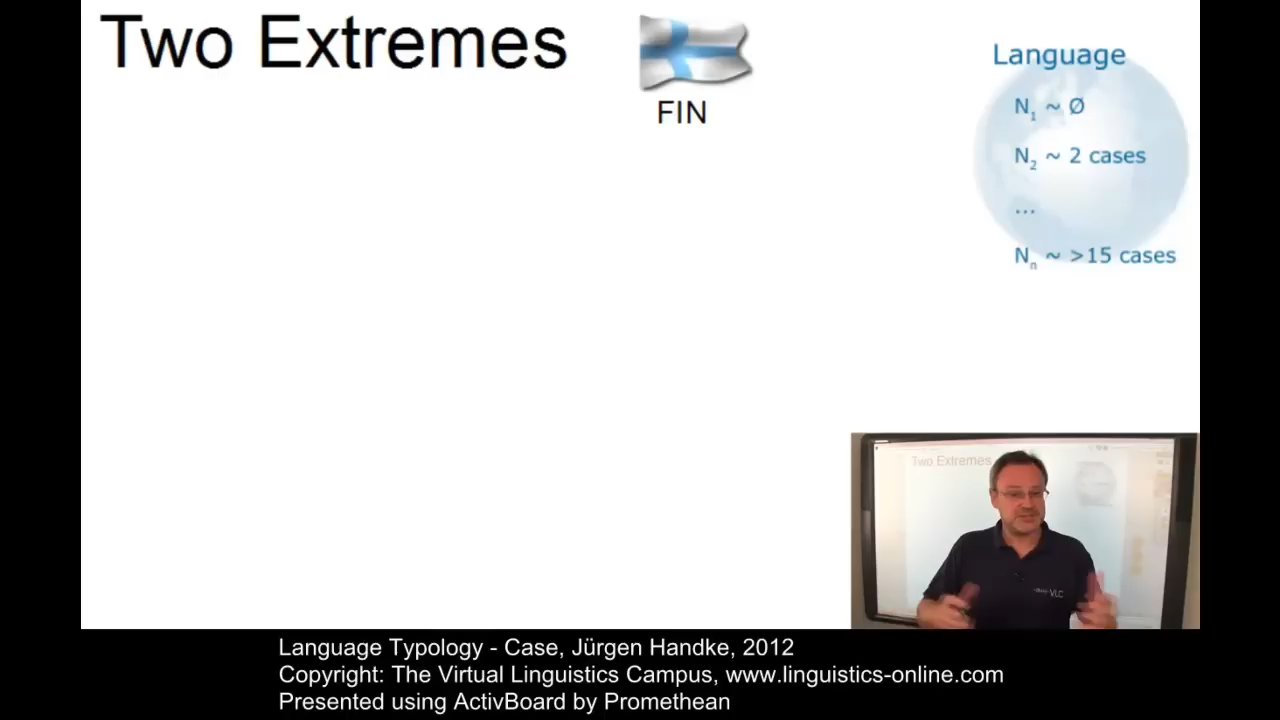 Two Extremes
FIN
Language
N₁ ~ Ø
N₂ ~ 2 cases
...
Nₙ ~ >15 cases
Two Extremes
VLC
Language Typology - Case, Jürgen Handke, 2012
Copyright: The Virtual Linguistics Campus, www.linguistics-online.com
Presented using ActivBoard by Promethean